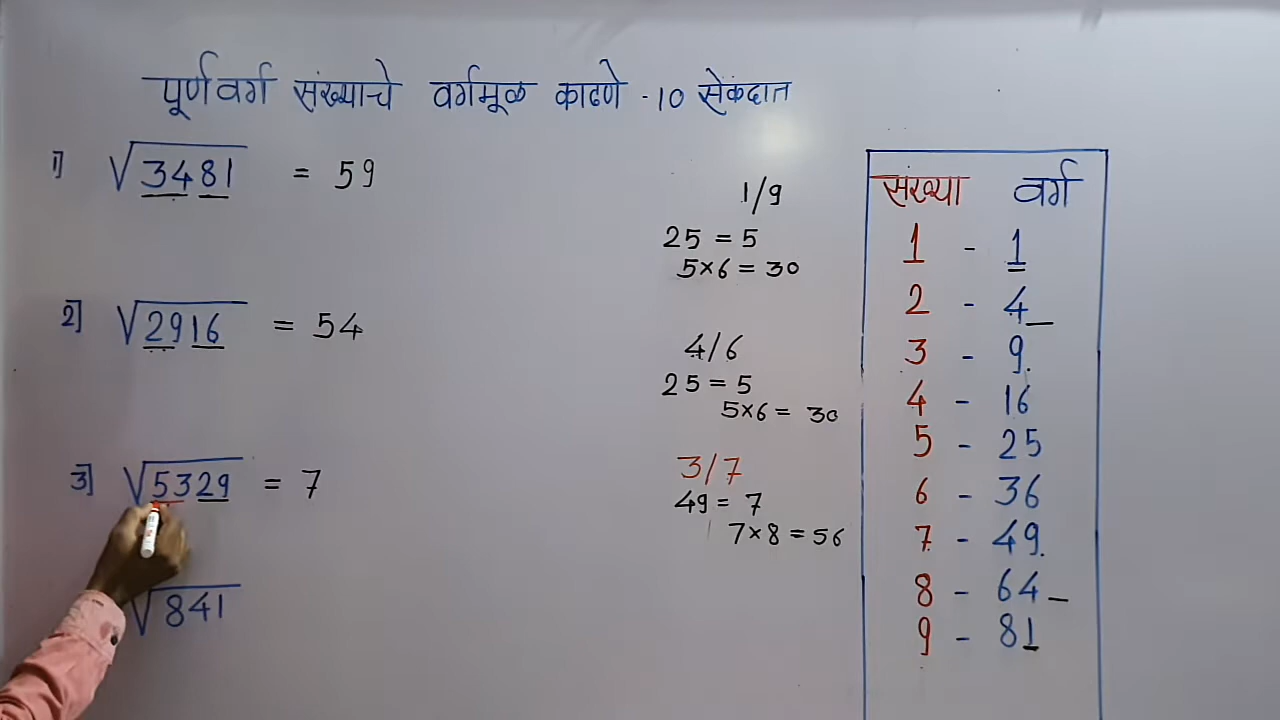 पूर्णवर्ग संख्याचे वर्गमूळ काढणे - 10 सेकंदात
1) √3481 = 59
2] √2916 = 54
3] √5329 = 7
√841
1/9
25 = 5
5×6 = 30
4/6
25 = 5
5×6 = 30
3/7
49 = 7
7×8 = 56
संख्या वर्ग
1 - 1
2 - 4
3 - 9
4 - 16
5 - 25
6 - 36
7 - 49
8 - 64
9 - 81